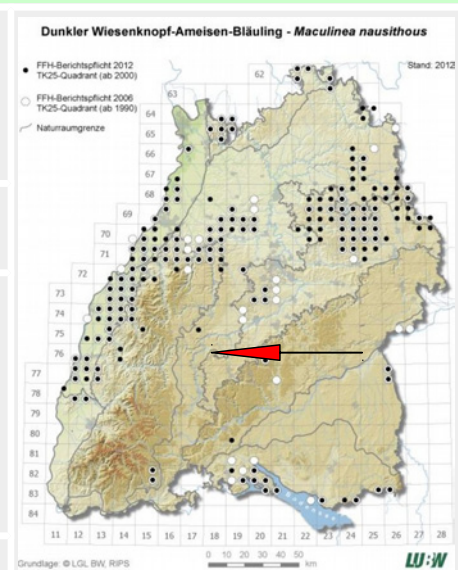 Dunkler Wiesenknopf-Ameisen-Bläuling - Maculinea nausithous
FFH-Berichtspflicht 2012
TK25-Quadrant (ab 2000)
FFH-Berichtspflicht 2006
TK25-Quadrant (ab 1990)
Naturraumgrenze
Stand: 2012
62
63
64
65
66
67
68
69
70
71
72
73
74
75
76
77
78
79
80
81
82
83
84
Bodensee
11 12 13 14 15 16 17 18 19 20 21 22 23 24 25 26 27 28
0 10 20 30 40 50
km
Grundlage: © LGL BW, RIPS
LUBW